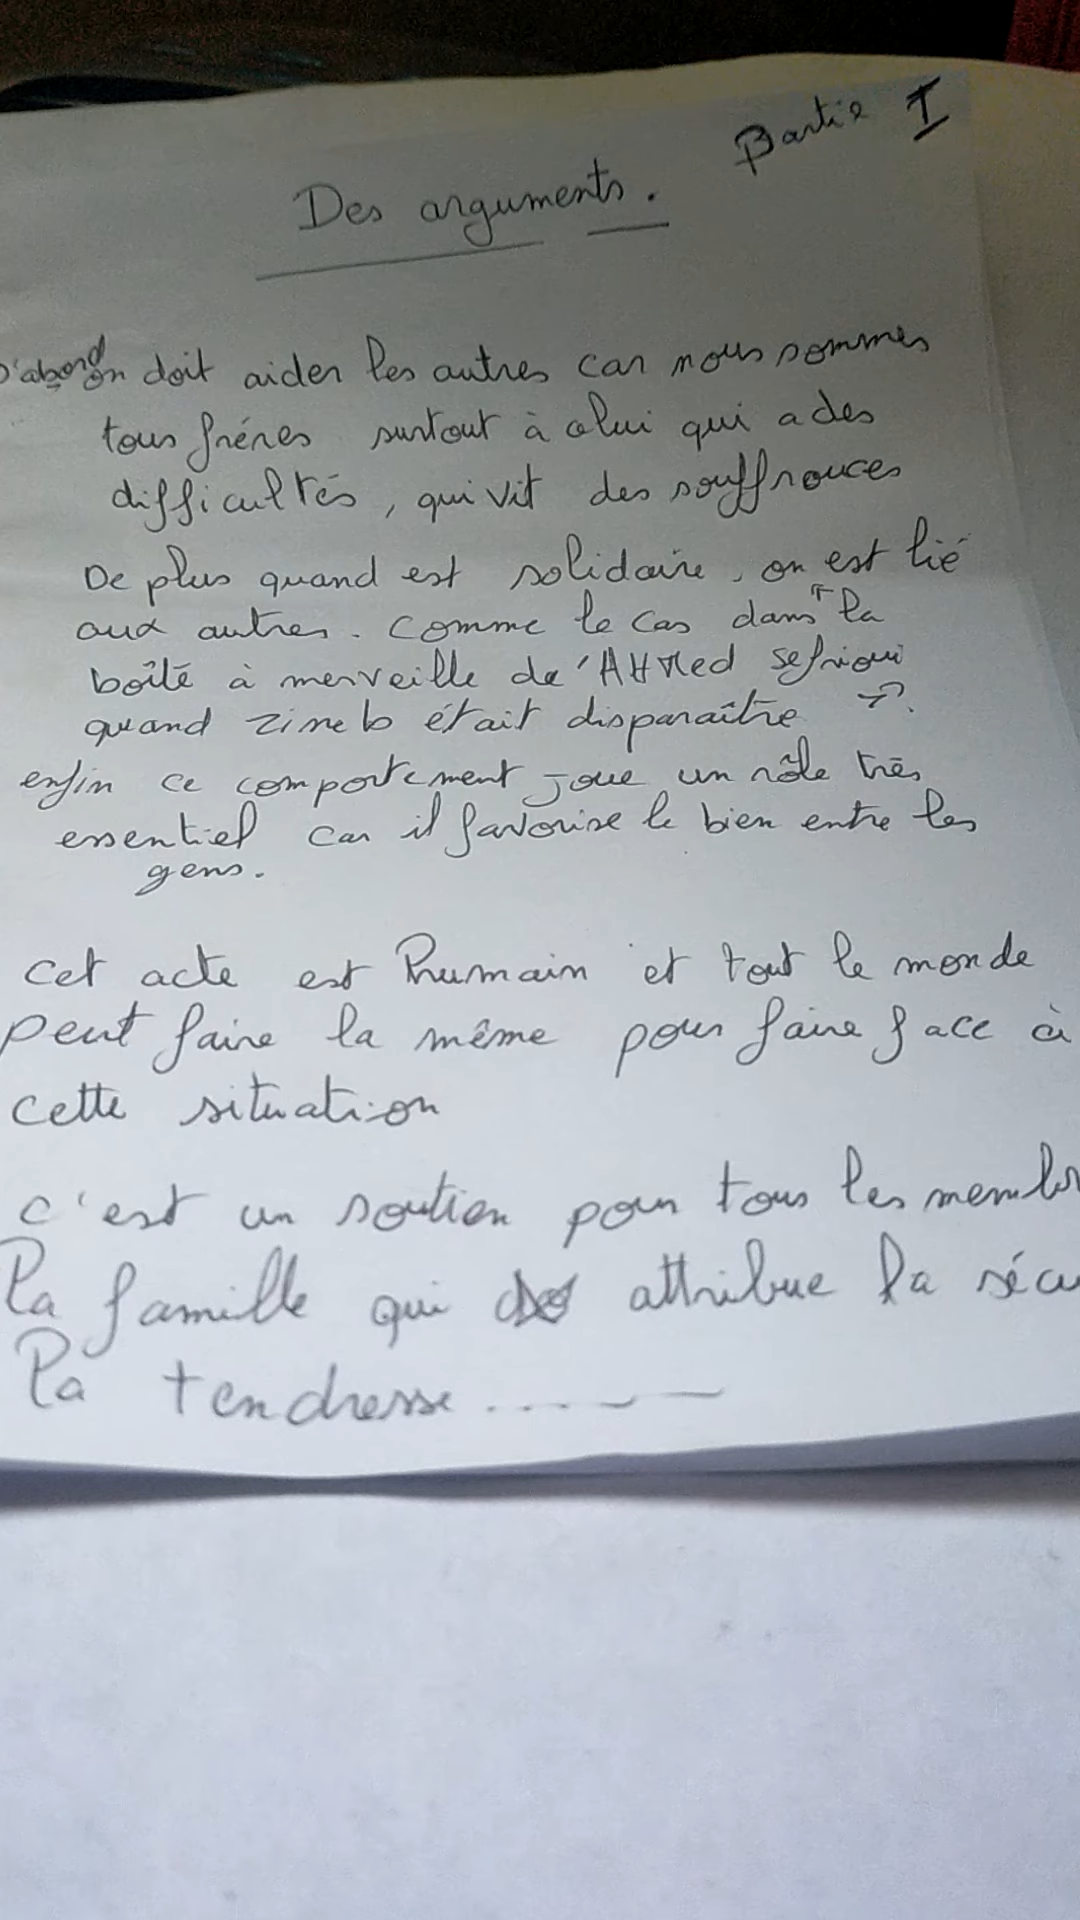 Partie I
Des arguments.
D'abord on doit aider les autres car nous sommes
tous fréres surtout à celui qui a des
difficultés, qui vit des souffrances
De plus quand est solidaire, on est lié
aux autres. comme le cas dans la
boîté à merveille de 'AHMed sefrioui
quand zineb était disparaître
enfin ce comportement joue un rôle très
essentiel car il favorise le bien entre les
gens.
cet acte est humain et tout le monde
peut faire la même pour faire face à
cette situation
c'est un soutien pour tous les
la famille qui attribue la
la tendresse ....